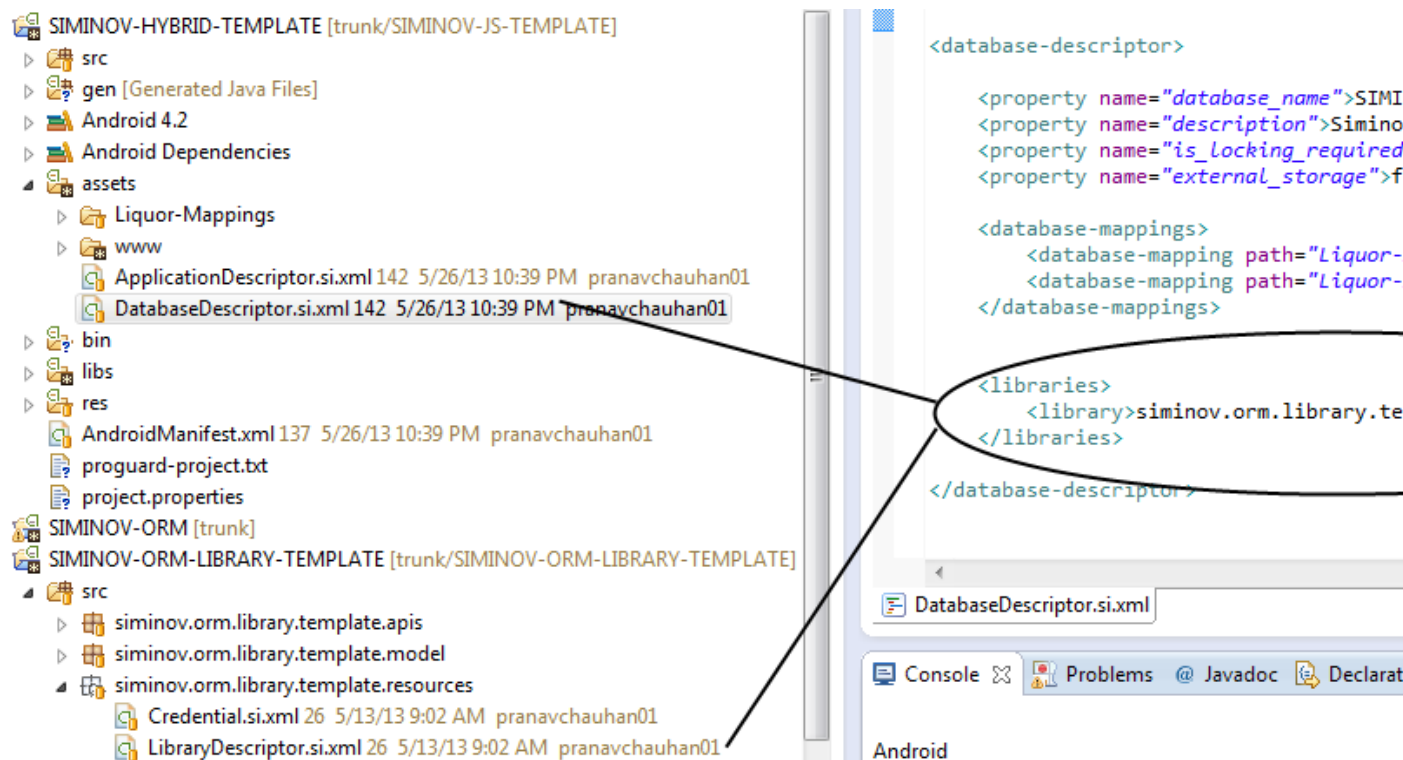 SIMINOV-HYBRID-TEMPLATE [trunk/SIMINOV-JS-TEMPLATE]
src
gen [Generated Java Files]
Android 4.2
Android Dependencies
assets
Liquor-Mappings
www
ApplicationDescriptor.si.xml 142 5/26/13 10:39 PM pranavchauhan01
DatabaseDescriptor.si.xml 142 5/26/13 10:39 PM pranavchauhan01
bin
libs
res
AndroidManifest.xml 137 5/26/13 10:39 PM pranavchauhan01
proguard-project.txt
project.properties
SIMINOV-ORM [trunk]
SIMINOV-ORM-LIBRARY-TEMPLATE [trunk/SIMINOV-ORM-LIBRARY-TEMPLATE]
src
siminov.orm.library.template.apis
siminov.orm.library.template.model
siminov.orm.library.template.resources
Credential.si.xml 26 5/13/13 9:02 AM pranavchauhan01
LibraryDescriptor.si.xml 26 5/13/13 9:02 AM pranavchauhan01
<database-descriptor>
<property name="database_name">SIMI
<property name="description">Simino
<property name="is_locking_required
<property name="external_storage">f
<database-mappings>
<database-mapping path="Liquor-
<database-mapping path="Liquor-
</database-mappings>
<libraries>
<library>siminov.orm.library.te
</libraries>
</database-descriptor>
DatabaseDescriptor.si.xml
Console Problems @ Javadoc Declarat
Android